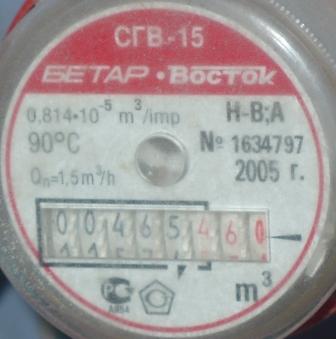 СГВ-15
БЕТАР • Восток
0,814•10⁻⁵ m³/imp
H-B;A
90°C
№ 1634797
Qn=1,5m³/h
2005 г.
00465460
m³
АЯ54